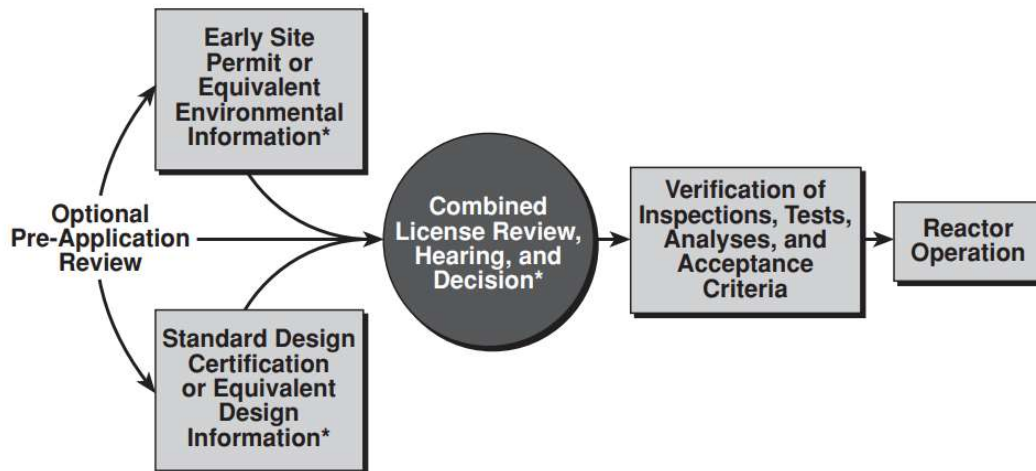 Early Site
Permit or
Equivalent
Environmental
Information*
Optional
Pre-Application
Review
Standard Design
Certification
or Equivalent
Design
Information*
Combined
License Review,
Hearing, and
Decision*
Verification of
Inspections, Tests,
Analyses, and
Acceptance
Criteria
Reactor
Operation